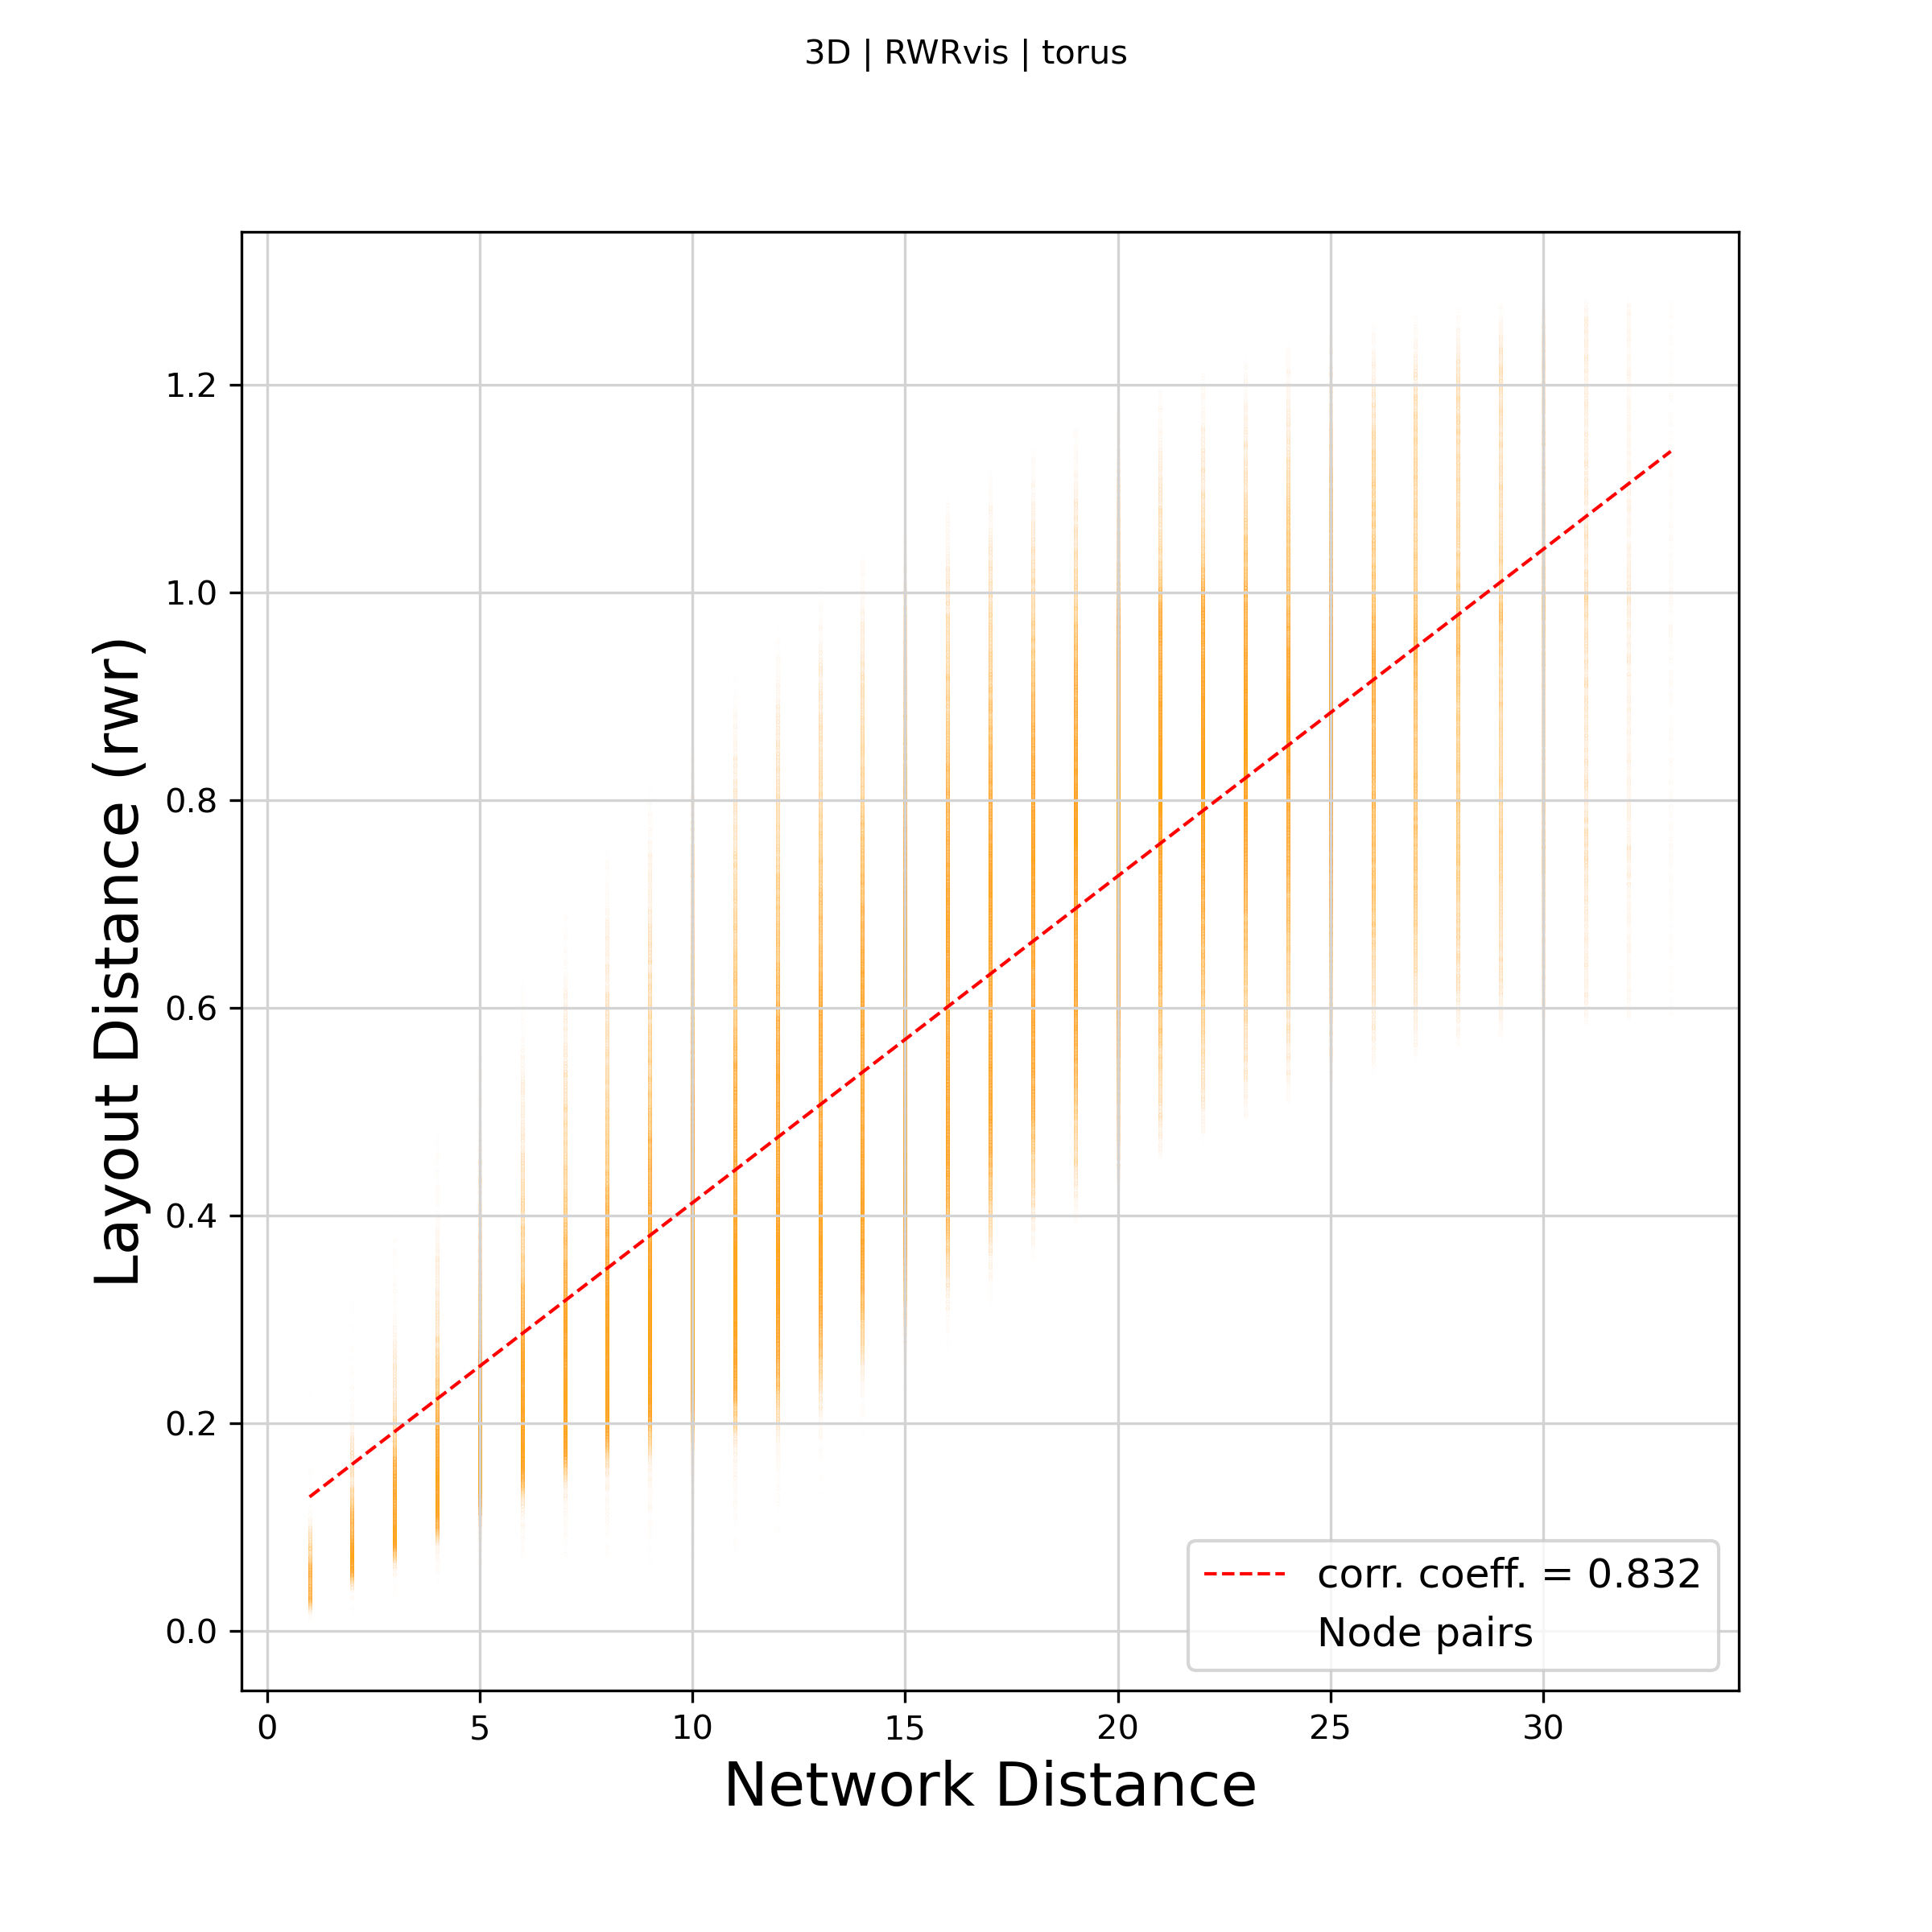 3D | RWRvis | torus
Layout Distance (rwr)
1.2
1.0
0.8
0.6
0.4
0.2
0.0
corr. coeff. = 0.832
Node pairs
0 5 10 15 20 25 30
Network Distance